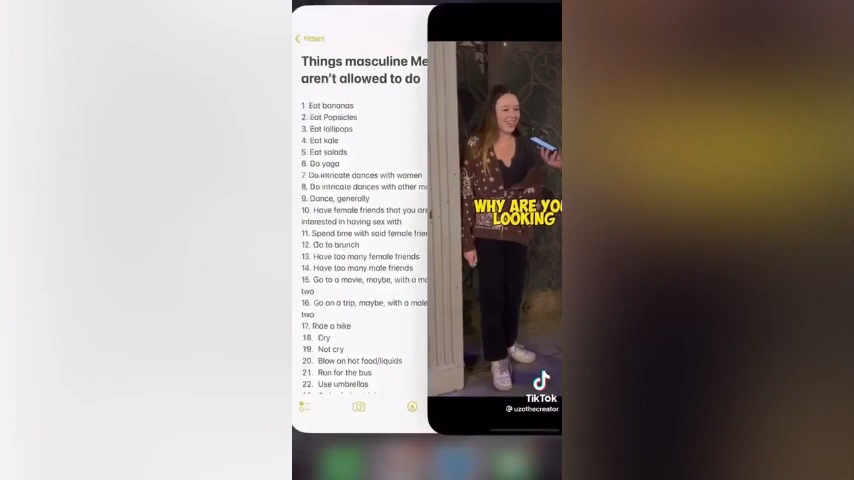 Notes
Things masculine Me
aren't allowed to do
1. Eat bananas
2. Eat Popsicles
3. Eat lollipops
4. Eat kale
5. Eat salads
6. Do yoga
7. Do intricate dances with women
8. Do intricate dances with other m
9. Dance, generally
10. Have female friends that you are
interested in having sex with
11. Spend time with said female frie
12. Go to brunch
13. Have too many female friends
14. Have too many male friends
15. Go to a movie, maybe, with a ma
two
16. Go on a trip, maybe, with a male
two
17. Ride a bike
18. Cry
19. Not cry
20. Blow on hot food/liquids
21. Run for the bus
22. Use umbrellas
WHY ARE YOU
LOOKING
TikTok
uzothecreator